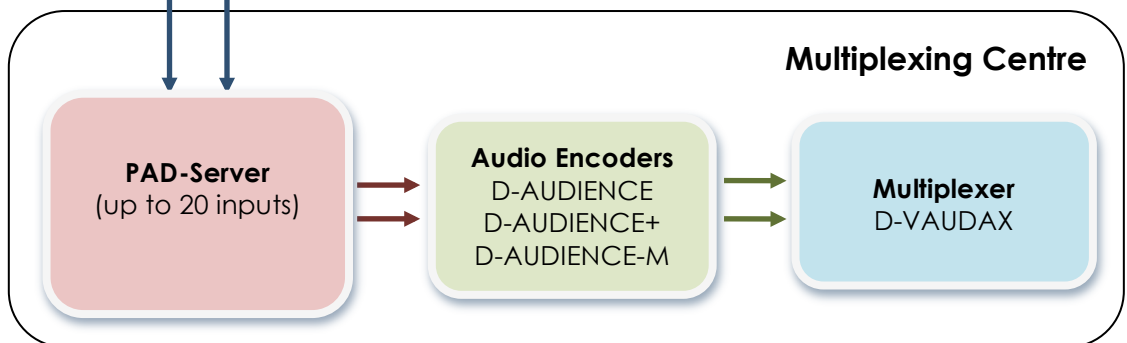 Multiplexing Centre
PAD-Server
(up to 20 inputs)
Audio Encoders
D-AUDIENCE
D-AUDIENCE+
D-AUDIENCE-M
Multiplexer
D-VAUDAX